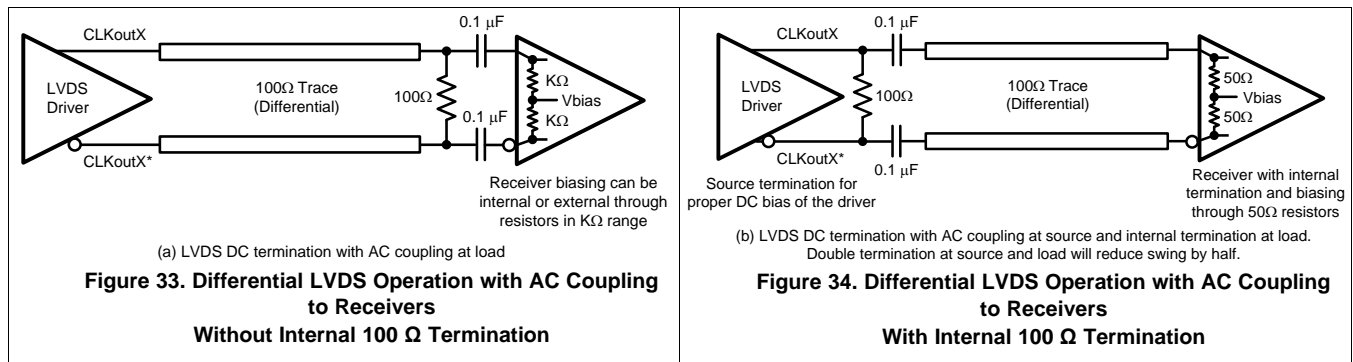 CLKoutX
0.1 µF
LVDS
Driver
100Ω Trace
(Differential)
100Ω
0.1 µF
KΩ
Vbias
KΩ
CLKoutX*
Receiver biasing can be
internal or external through
resistors in KΩ range
(a) LVDS DC termination with AC coupling at load
Figure 33. Differential LVDS Operation with AC Coupling
to Receivers
Without Internal 100 Ω Termination
CLKoutX
0.1 µF
LVDS
Driver
100Ω
100Ω Trace
(Differential)
50Ω
Vbias
50Ω
CLKoutX*
0.1 µF
Source termination for
proper DC bias of the driver
Receiver with internal
termination and biasing
through 50Ω resistors
(b) LVDS DC termination with AC coupling at source and internal termination at load.
Double termination at source and load will reduce swing by half.
Figure 34. Differential LVDS Operation with AC Coupling
to Receivers
With Internal 100 Ω Termination